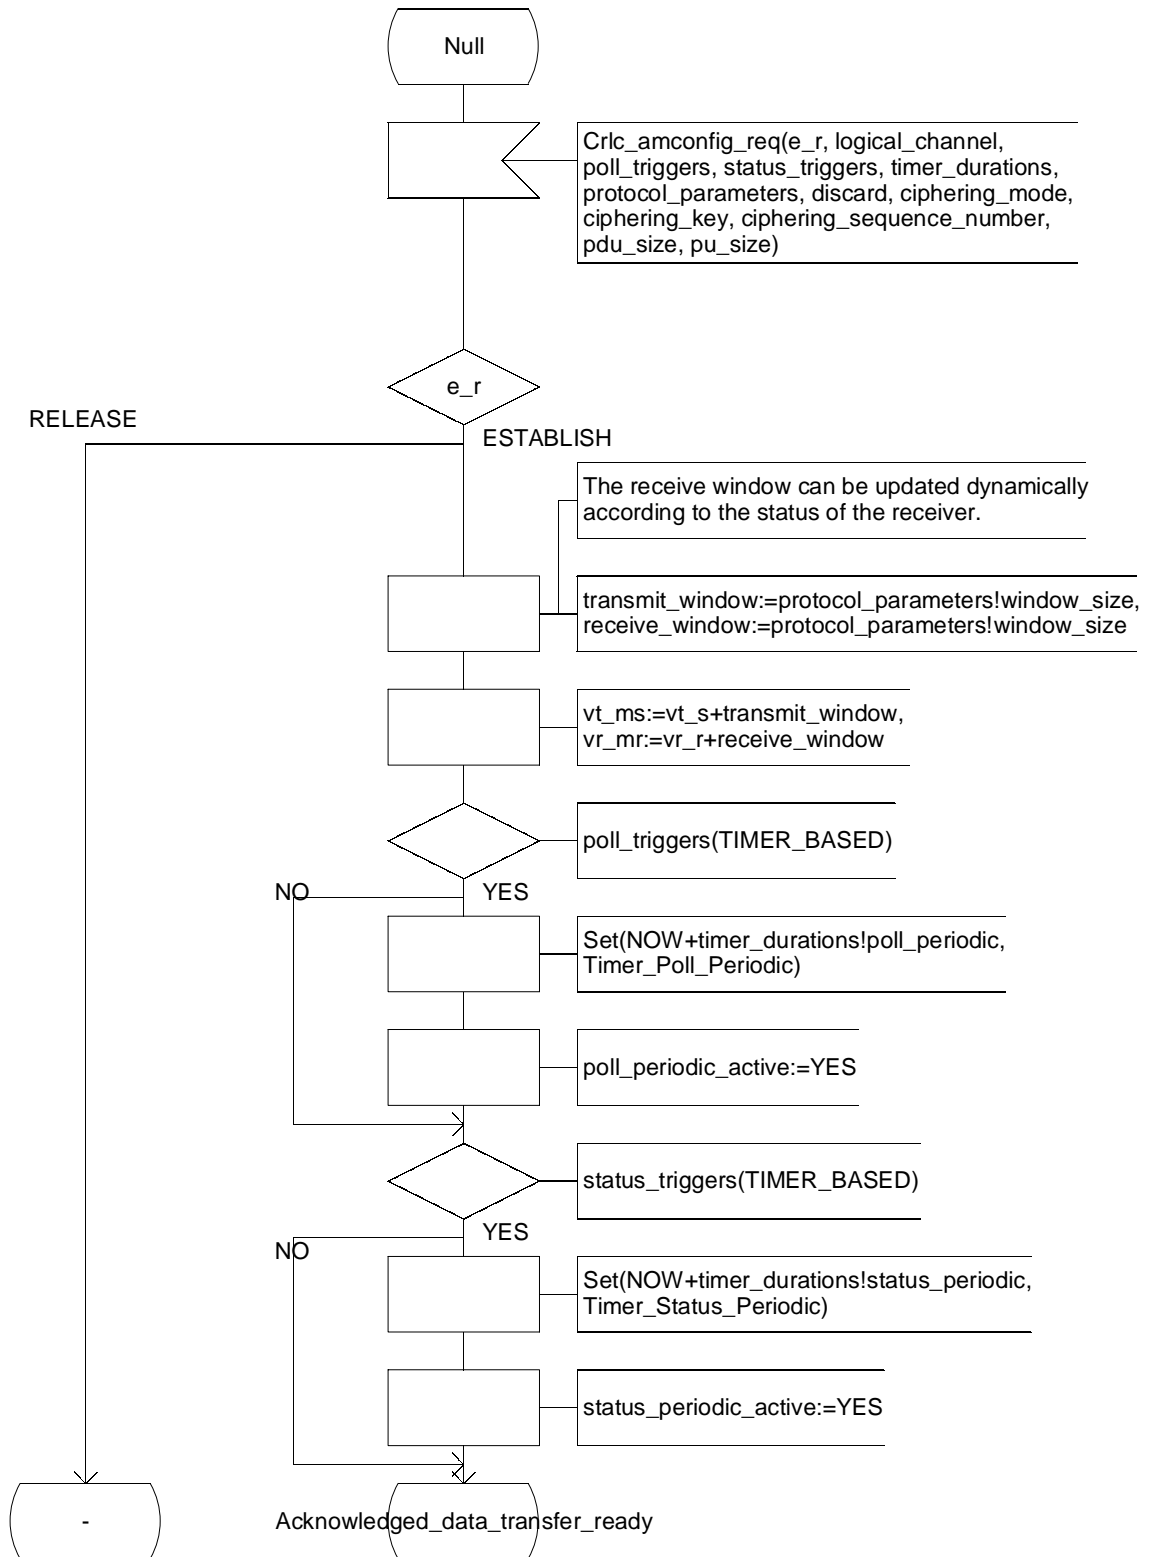 Null
Crlc_amconfig_req(e_r, logical_channel,
poll_triggers, status_triggers, timer_durations,
protocol_parameters, discard, ciphering_mode,
ciphering_key, ciphering_sequence_number,
pdu_size, pu_size)
e_r
RELEASE
ESTABLISH
The receive window can be updated dynamically
according to the status of the receiver.
transmit_window:=protocol_parameters!window_size,
receive_window:=protocol_parameters!window_size
vt_ms:=vt_s+transmit_window,
vr_mr:=vr_r+receive_window
poll_triggers(TIMER_BASED)
NO
YES
Set(NOW+timer_durations!poll_periodic,
Timer_Poll_Periodic)
poll_periodic_active:=YES
status_triggers(TIMER_BASED)
YES
NO
Set(NOW+timer_durations!status_periodic,
Timer_Status_Periodic)
status_periodic_active:=YES
-
Acknowledged_data_transfer_ready